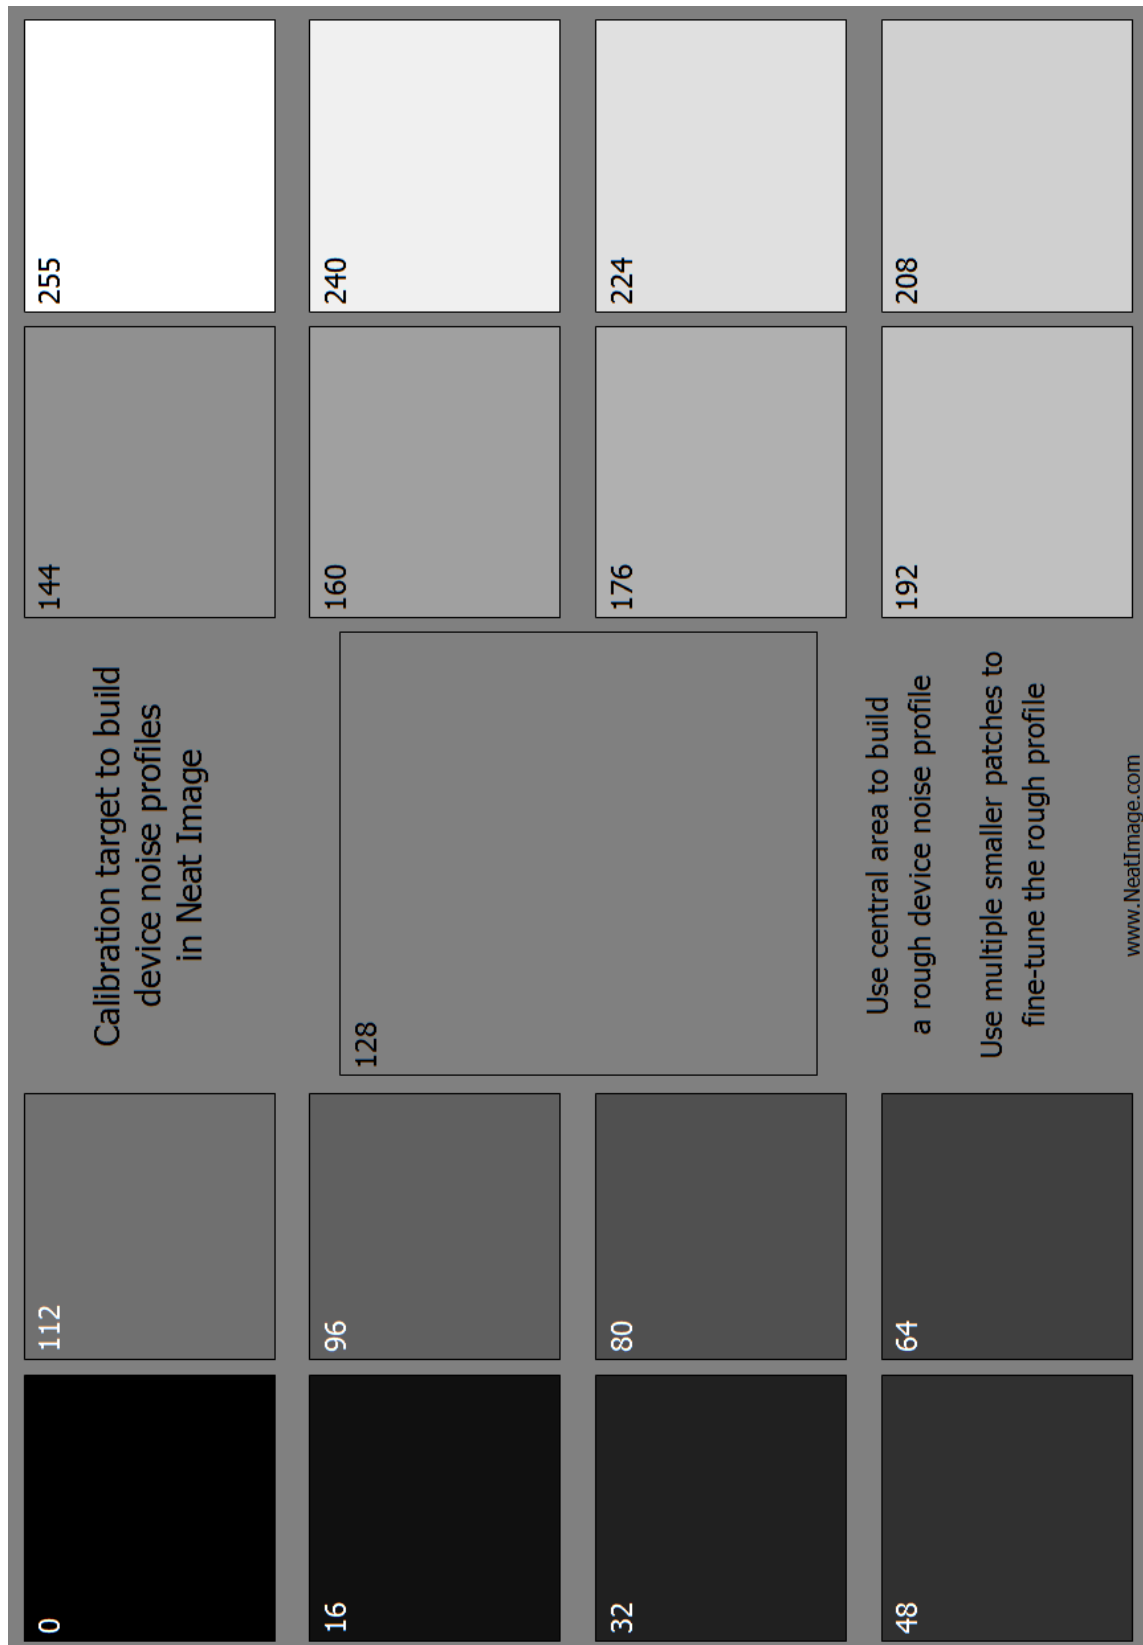 0
112
Calibration target to build
device noise profiles
in Neat Image
144
255
16
96
128
160
240
32
80
176
224
48
64
Use central area to build
a rough device noise profile
Use multiple smaller patches to
fine-tune the rough profile
192
208
www.NeatImage.com